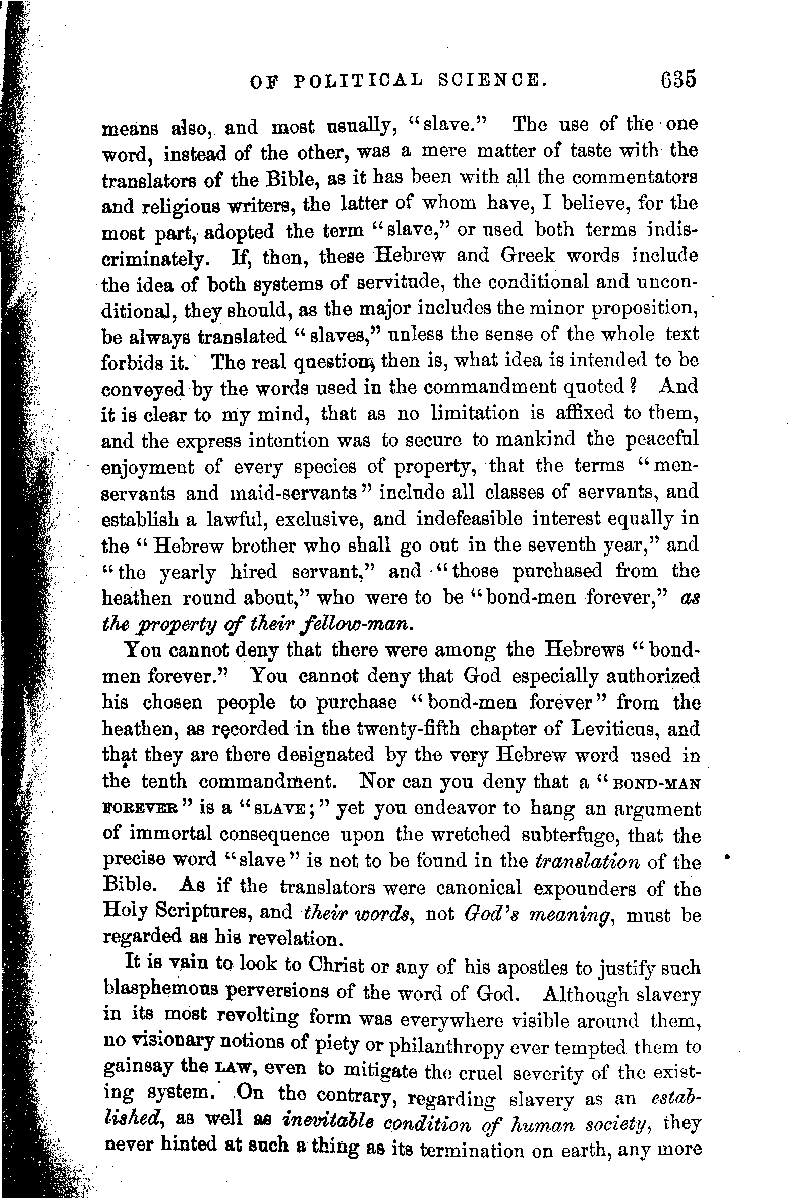 OF POLITICAL SCIENCE. 635
means also, and most usually, “slave.” The use of the one
word, instead of the other, was a mere matter of taste with the
translators of the Bible, as it has been with all the commentators
and religious writers, the latter of whom have, I believe, for the
most part, adopted the term “slave,” or used both terms indis-
criminately. If, then, these Hebrew and Greek words include
the idea of both systems of servitude, the conditional and uncon-
ditional, they should, as the major includes the minor proposition,
be always translated “slaves,” unless the sense of the whole text
forbids it. The real question, then is, what idea is intended to be
conveyed by the words used in the commandment quoted? And
it is clear to my mind, that as no limitation is affixed to them,
and the express intention was to secure to mankind the peaceful
enjoyment of every species of property, that the terms “men-
servants and maid-servants” include all classes of servants, and
establish a lawful, exclusive, and indefeasible interest equally in
the “Hebrew brother who shall go out in the seventh year,” and
“the yearly hired servant,” and “those purchased from the
heathen round about,” who were to be “bond-men forever,” as
the property of their fellow-man.
You cannot deny that there were among the Hebrews “bond-
men forever.” You cannot deny that God especially authorized
his chosen people to purchase “bond-men forever” from the
heathen, as recorded in the twenty-fifth chapter of Leviticus, and
that they are there designated by the very Hebrew word used in
the tenth commandment. Nor can you deny that a “BOND-MAN
FOREVER” is a “SLAVE;” yet you endeavor to hang an argument
of immortal consequence upon the wretched subterfuge, that the
precise word “slave” is not to be found in the translation of the
Bible. As if the translators were canonical expounders of the
Holy Scriptures, and their words, not God’s meaning, must be
regarded as his revelation.
It is vain to look to Christ or any of his apostles to justify such
blasphemous perversions of the word of God. Although slavery
in its most revolting form was everywhere visible around them,
no visionary notions of piety or philanthropy ever tempted them to
gainsay the LAW, even to mitigate the cruel severity of the exist-
ing system. On the contrary, regarding slavery as an estab-
lished, as well as inevitable condition of human society, they
never hinted at such a thing as its termination on earth, any more